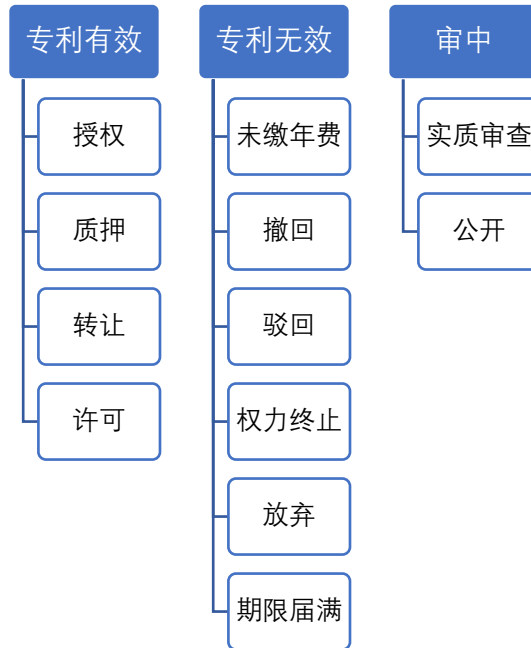 专利有效
授权
质押
转让
许可
专利无效
未缴年费
撤回
驳回
权力终止
放弃
期限届满
审中
实质审查
公开